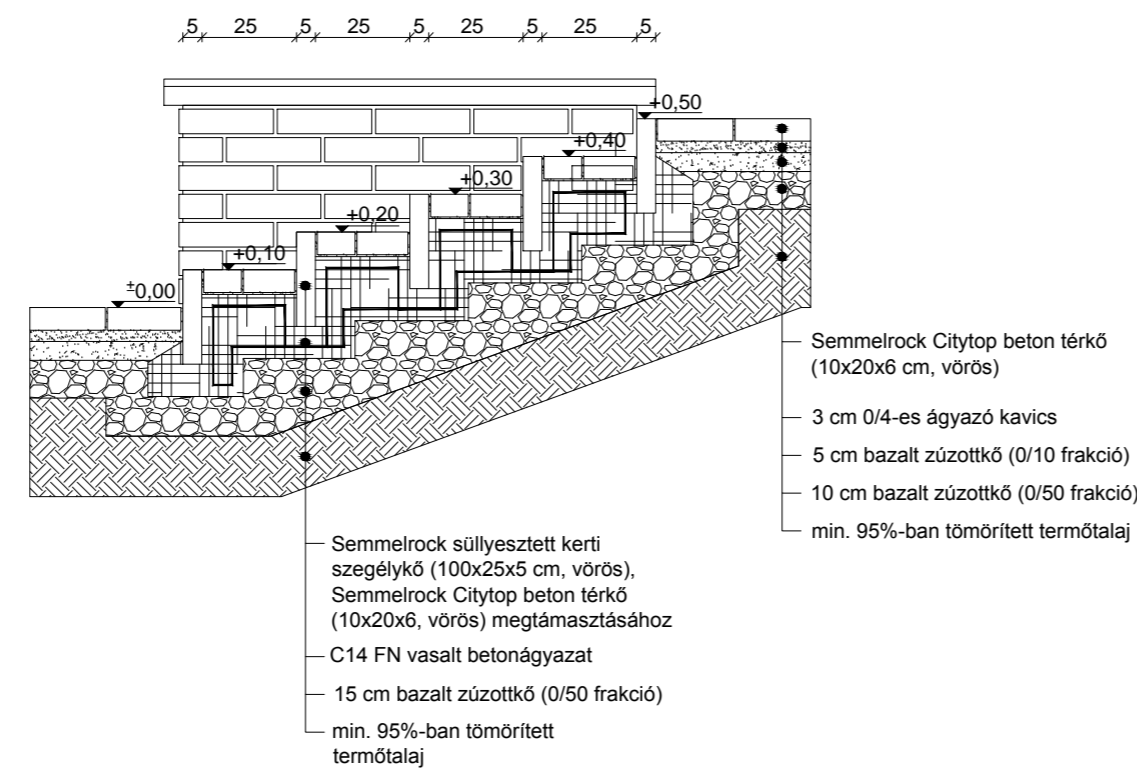 5 25 5 25 5 25 5 25 5
+0,50
+0,40
+0,30
+0,20
+0,10
±0,00
Semmelrock Citytop beton térkő
(10x20x6 cm, vörös)
3 cm 0/4-es ágyazó kavics
5 cm bazalt zúzottkő (0/10 frakció)
10 cm bazalt zúzottkő (0/50 frakció)
min. 95%-ban tömörített termőtalaj
Semmelrock süllyesztett kerti
szegélykő (100x25x5 cm, vörös),
Semmelrock Citytop beton térkő
(10x20x6, vörös) megtámasztásához
C14 FN vasalt betonágyazat
15 cm bazalt zúzottkő (0/50 frakció)
min. 95%-ban tömörített
termőtalaj